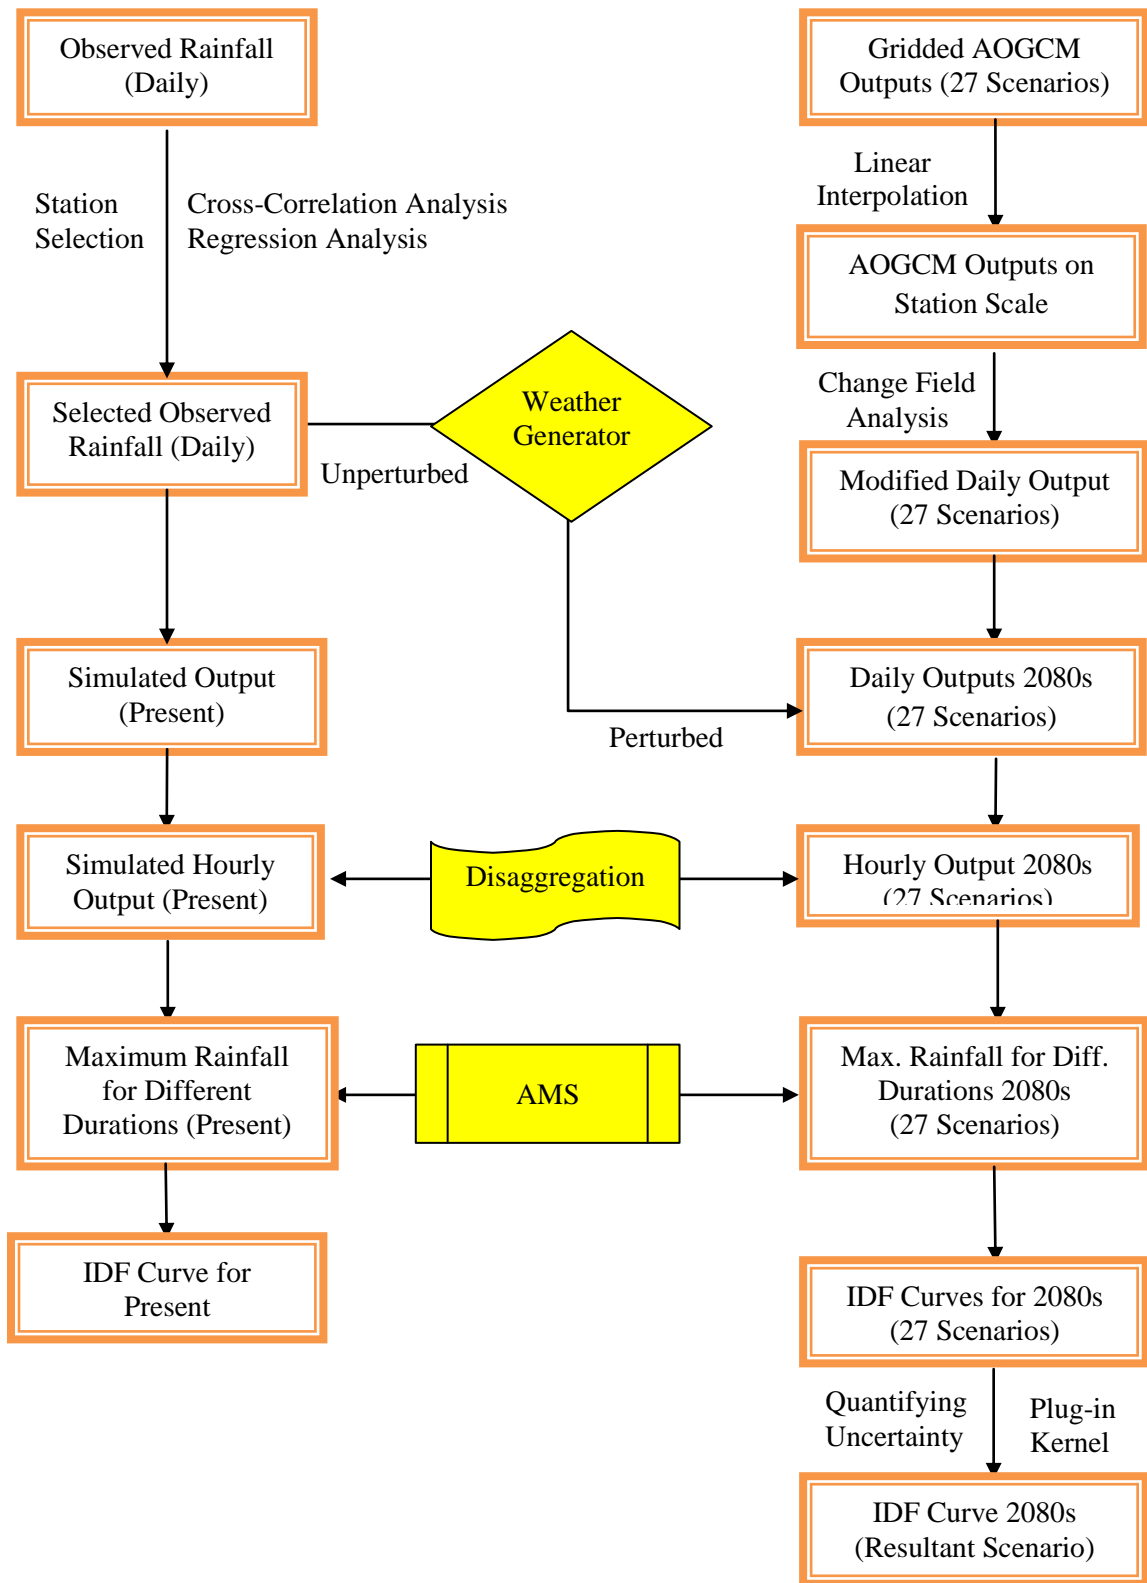 Observed Rainfall
(Daily)
Gridded AOGCM
Outputs (27 Scenarios)
Station
Selection
Cross-Correlation Analysis
Regression Analysis
Linear
Interpolation
AOGCM Outputs on
Station Scale
Change Field
Analysis
Selected Observed
Rainfall (Daily)
Unperturbed
Weather
Generator
Modified Daily Output
(27 Scenarios)
Simulated Output
(Present)
Perturbed
Daily Outputs 2080s
(27 Scenarios)
Simulated Hourly
Output (Present)
Disaggregation
Hourly Output 2080s
(27 Scenarios)
Maximum Rainfall
for Different
Durations (Present)
AMS
Max. Rainfall for Diff.
Durations 2080s
(27 Scenarios)
IDF Curve for
Present
IDF Curves for 2080s
(27 Scenarios)
Quantifying
Uncertainty
Plug-in
Kernel
IDF Curve 2080s
(Resultant Scenario)